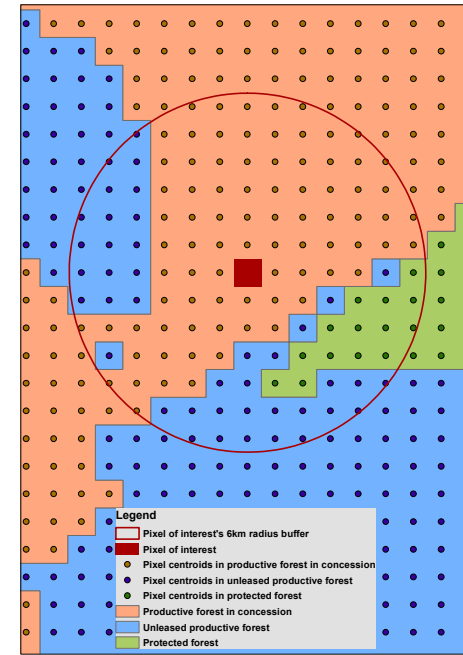 Legend
Pixel of interest's 6km radius buffer
Pixel of interest
Pixel centroids in productive forest in concession
Pixel centroids in unleased productive forest
Pixel centroids in protected forest
Productive forest in concession
Unleased productive forest
Protected forest